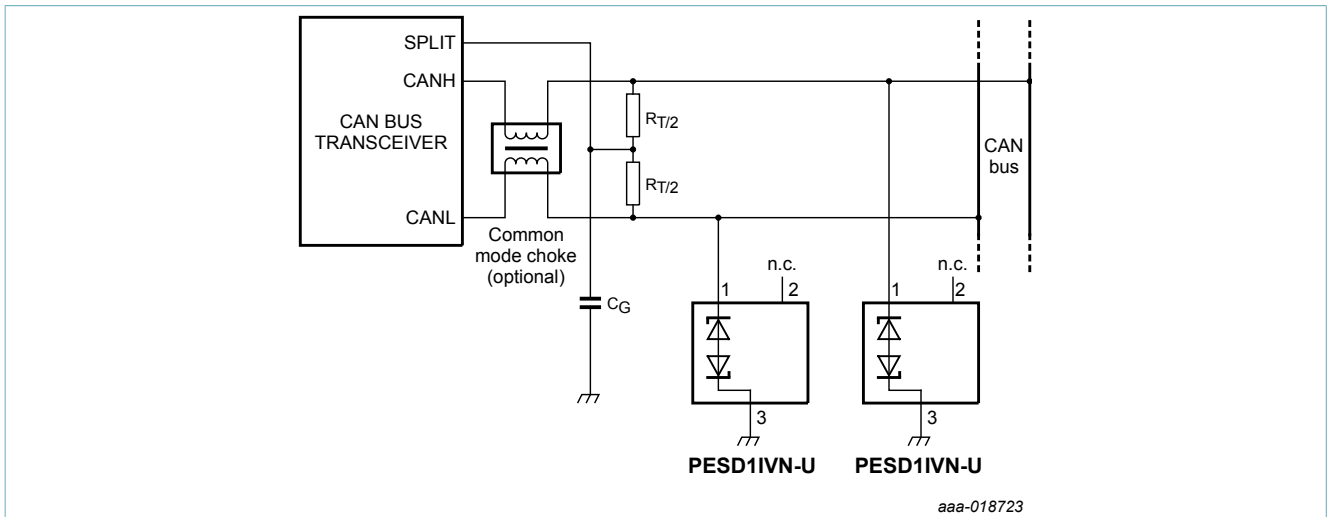 SPLIT
CANH
CAN BUS
TRANSCEIVER
CANL
Common
mode choke
(optional)
RT/2
RT/2
CG
CAN
bus
n.c.
1
2
3
PESD1IVN-U
n.c.
1
2
3
PESD1IVN-U
aaa-018723